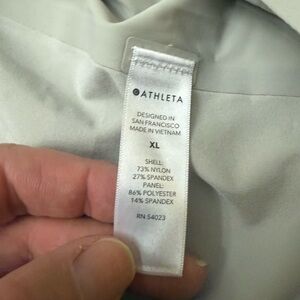 ATHLETA
DESIGNED IN
SAN FRANCISCO
MADE IN VIETNAM
XL
SHELL:
73% NYLON
27% SPANDEX
PANEL:
86% POLYESTER
14% SPANDEX
RN 54023